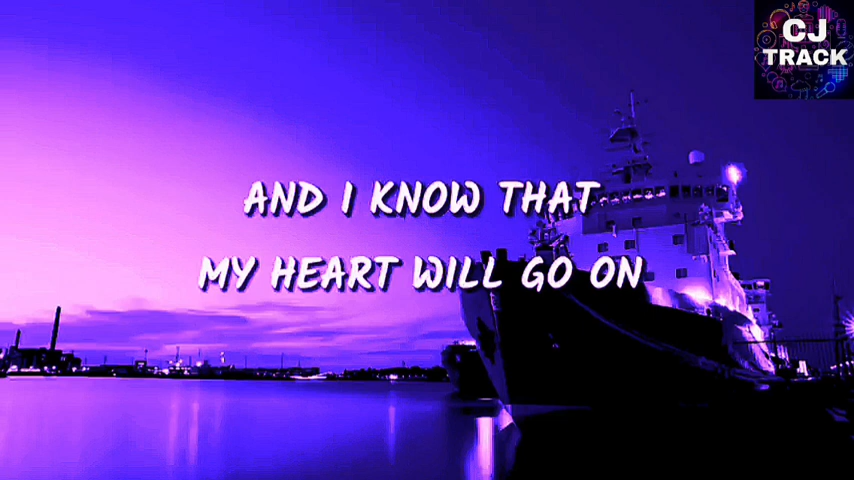 CJ
TRACK
AND I KNOW THAT
MY HEART WILL GO ON